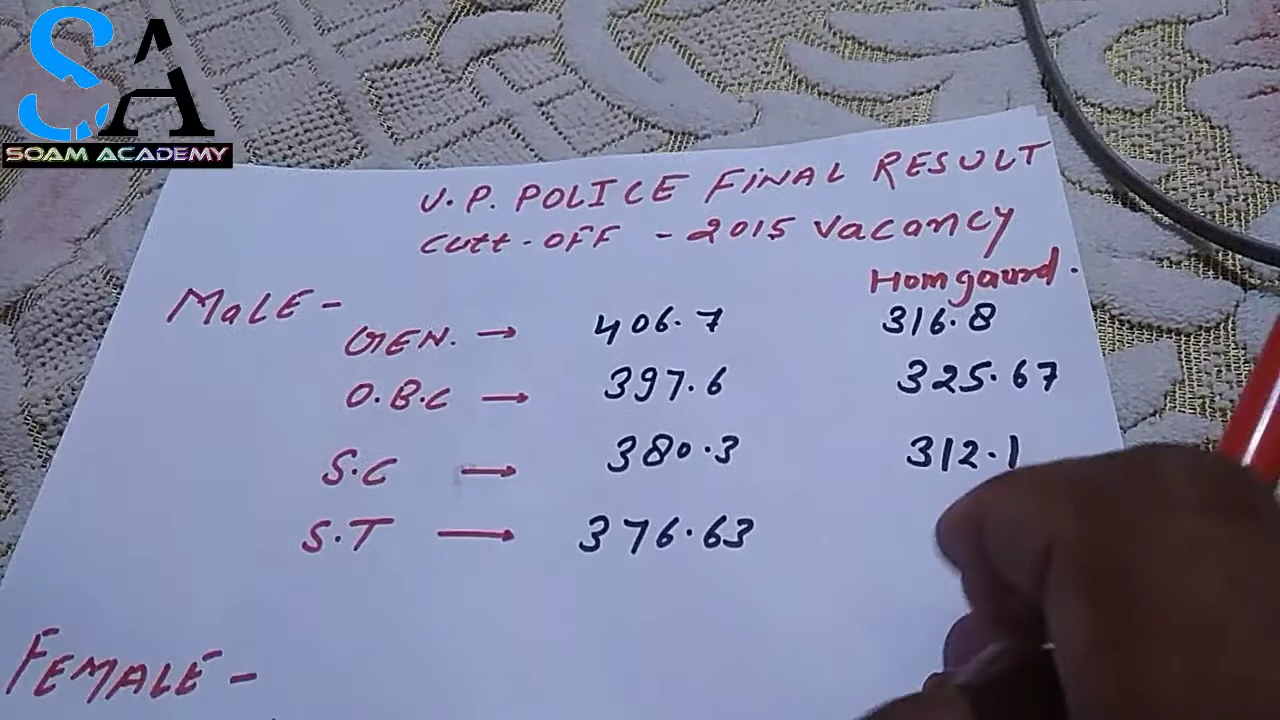 SA
SOAM ACADEMY
U.P. POLICE FINAL RESULT
Cutt-OFF - 2015 Vacancy
Homgaurd.
MaLE -
GEN. → 406.7 316.8
O.B.C → 397.6 325.67
S.C → 380.3 312.1
S.T → 376.63
FEMALE -